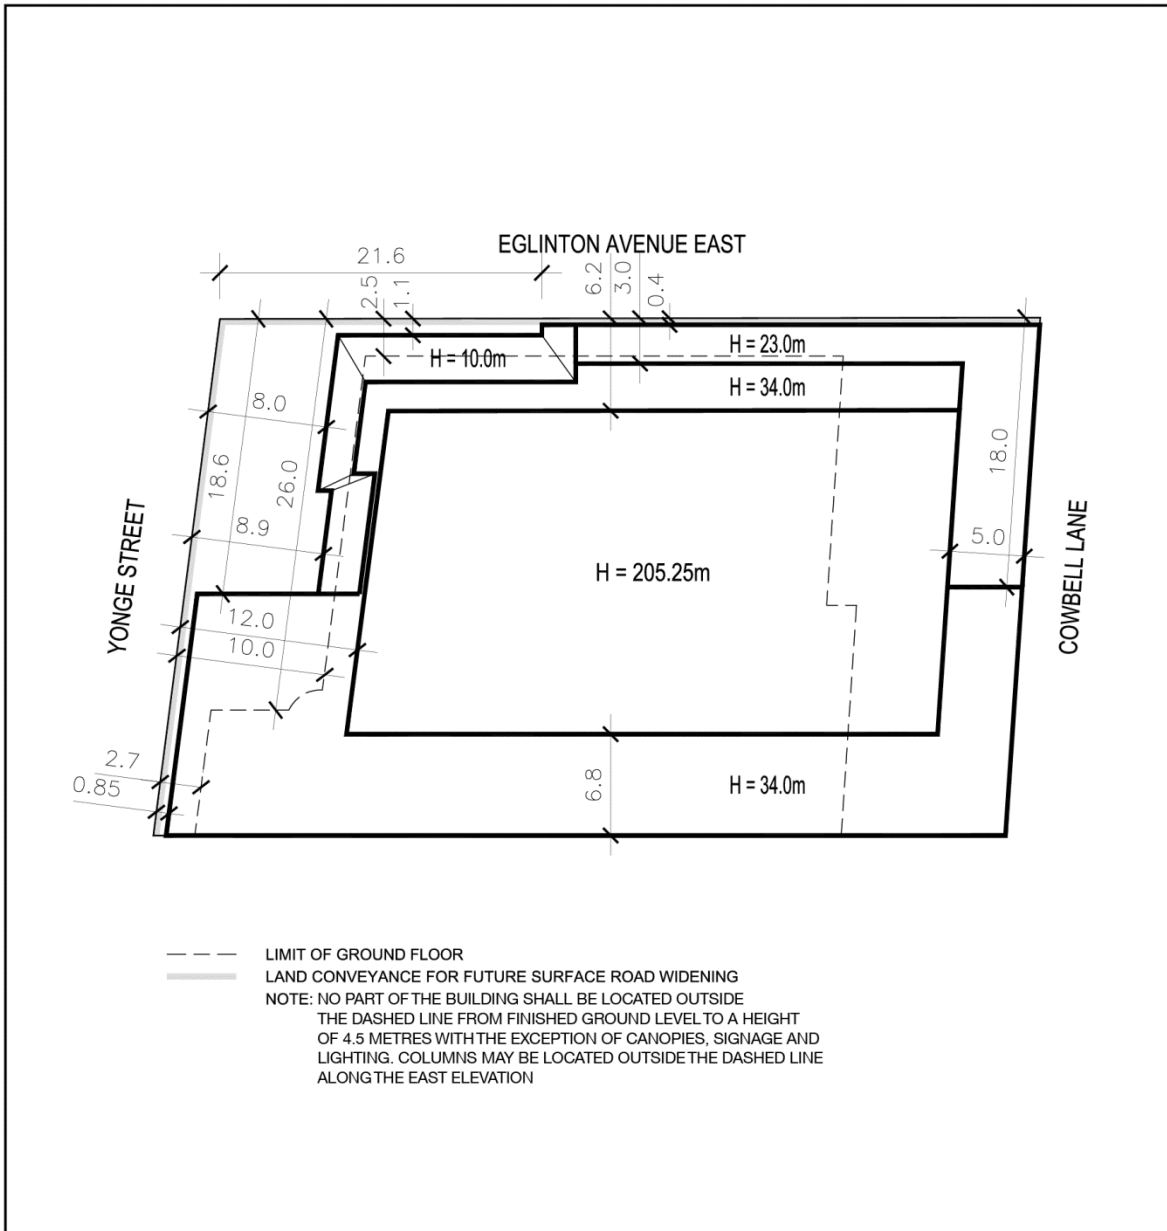 EGLINTON AVENUE EAST
21.6
2.5
1.1
6.2
3.0
0.4
H = 10.0m
H = 23.0m
H = 34.0m
8.0
18.6
26.0
8.9
18.0
5.0
YONGE STREET
H = 205.25m
COWBELL LANE
12.0
10.0
2.7
0.85
6.8
H = 34.0m
LIMIT OF GROUND FLOOR
LAND CONVEYANCE FOR FUTURE SURFACE ROAD WIDENING
NOTE: NO PART OF THE BUILDING SHALL BE LOCATED OUTSIDE
THE DASHED LINE FROM FINISHED GROUND LEVEL TO A HEIGHT
OF 4.5 METRES WITH THE EXCEPTION OF CANOPIES, SIGNAGE AND
LIGHTING. COLUMNS MAY BE LOCATED OUTSIDE THE DASHED LINE
ALONG THE EAST ELEVATION